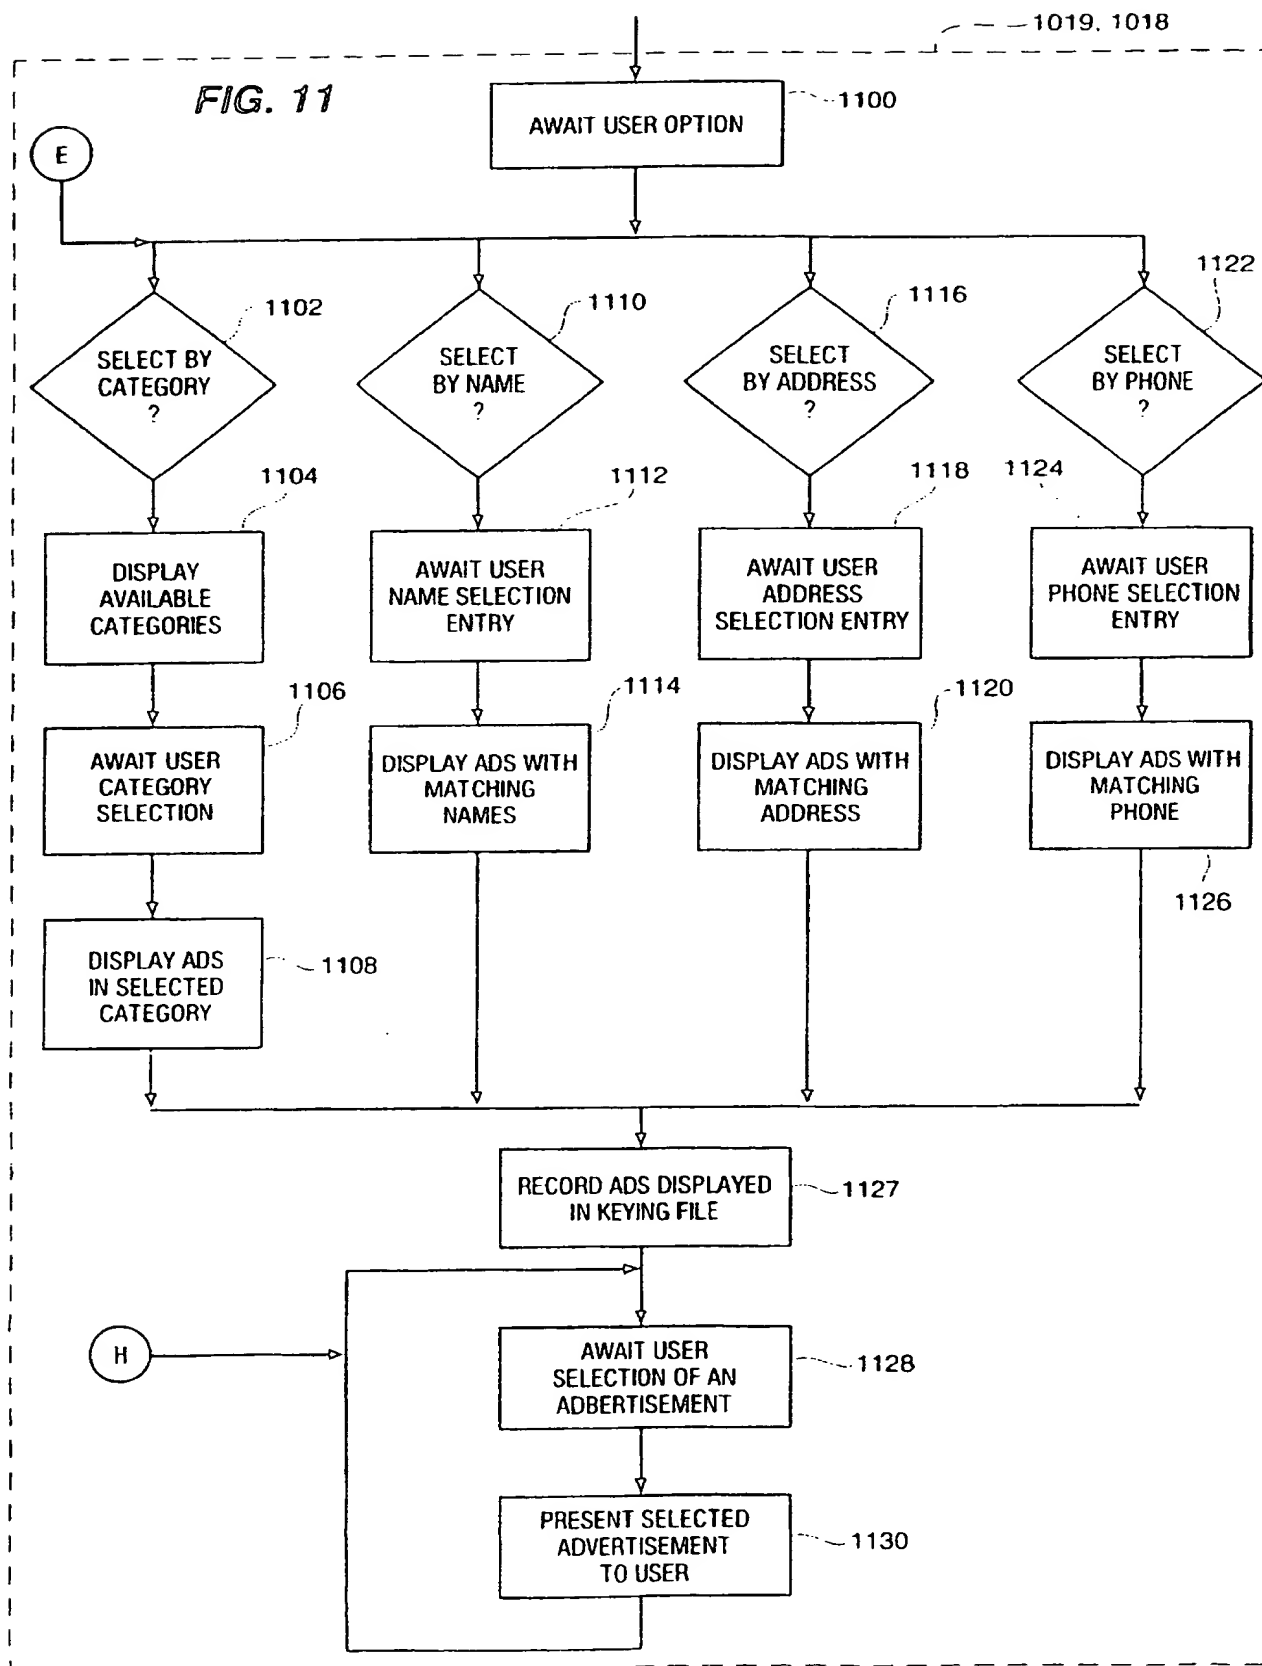 1019, 1018
FIG. 11
1100
AWAIT USER OPTION
E
1102
SELECT BY
CATEGORY
?
1110
SELECT
BY NAME
?
1116
SELECT
BY ADDRESS
?
1122
SELECT
BY PHONE
?
1104
DISPLAY
AVAILABLE
CATEGORIES
1112
AWAIT USER
NAME SELECTION
ENTRY
1118
AWAIT USER
ADDRESS
SELECTION ENTRY
1124
AWAIT USER
PHONE SELECTION
ENTRY
1106
AWAIT USER
CATEGORY
SELECTION
1114
DISPLAY ADS WITH
MATCHING
NAMES
1120
DISPLAY ADS WITH
MATCHING
ADDRESS
DISPLAY ADS WITH
MATCHING
PHONE
1126
DISPLAY ADS
IN SELECTED
CATEGORY
1108
RECORD ADS DISPLAYED
IN KEYING FILE
1127
H
AWAIT USER
SELECTION OF AN
ADBERTISEMENT
1128
PRESENT SELECTED
ADVERTISEMENT
TO USER
1130